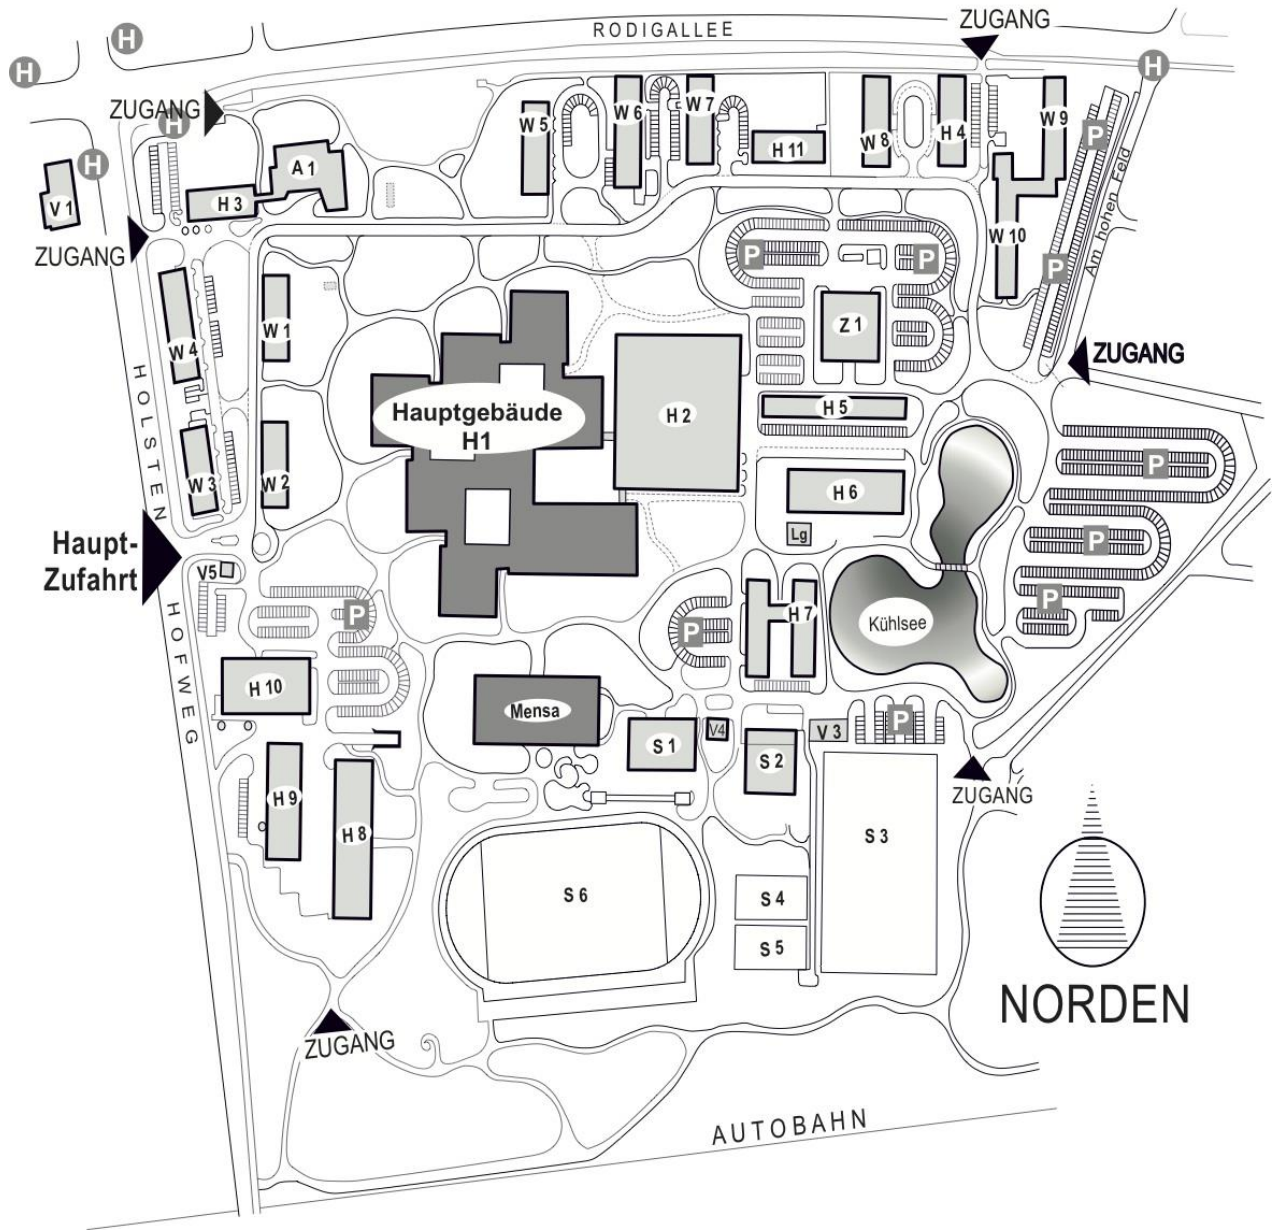 ZUGANG
RODIGALLEE
H
H
H
ZUGANG
H
H
V 1
A 1
H 3
W 5
W 6
W 7
H 11
W 8
H 4
W 9
P
Am hohen Feld
ZUGANG
W 10
P
P
P
W 4
W 1
Z 1
ZUGANG
HOLSTEN
HOFWEG
Hauptgebäude
H1
H 2
H 5
P
W 3
W 2
H 6
Lg
P
Haupt-
Zufahrt
V5
P
P
P
H 7
Kühlsee
H 10
Mensa
S 1
V4
S 2
V 3
P
ZUGANG
H 9
H 8
S 3
S 6
S 4
S 5
NORDEN
ZUGANG
AUTOBAHN